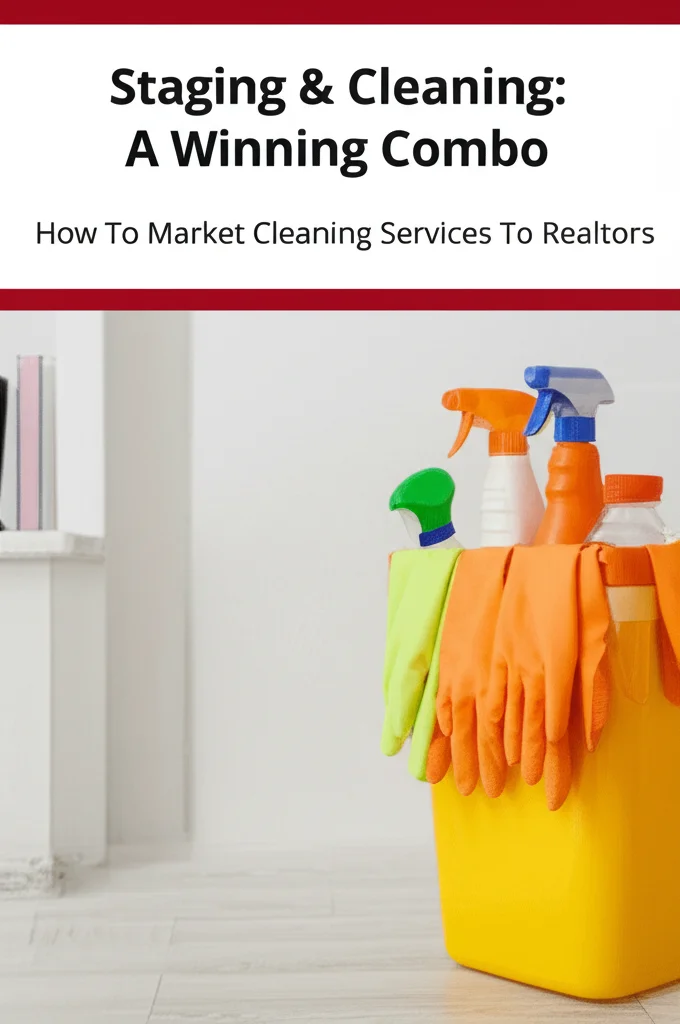 Staging & Cleaning:
A Winning Combo
How To Market Cleaning Services To Realtors